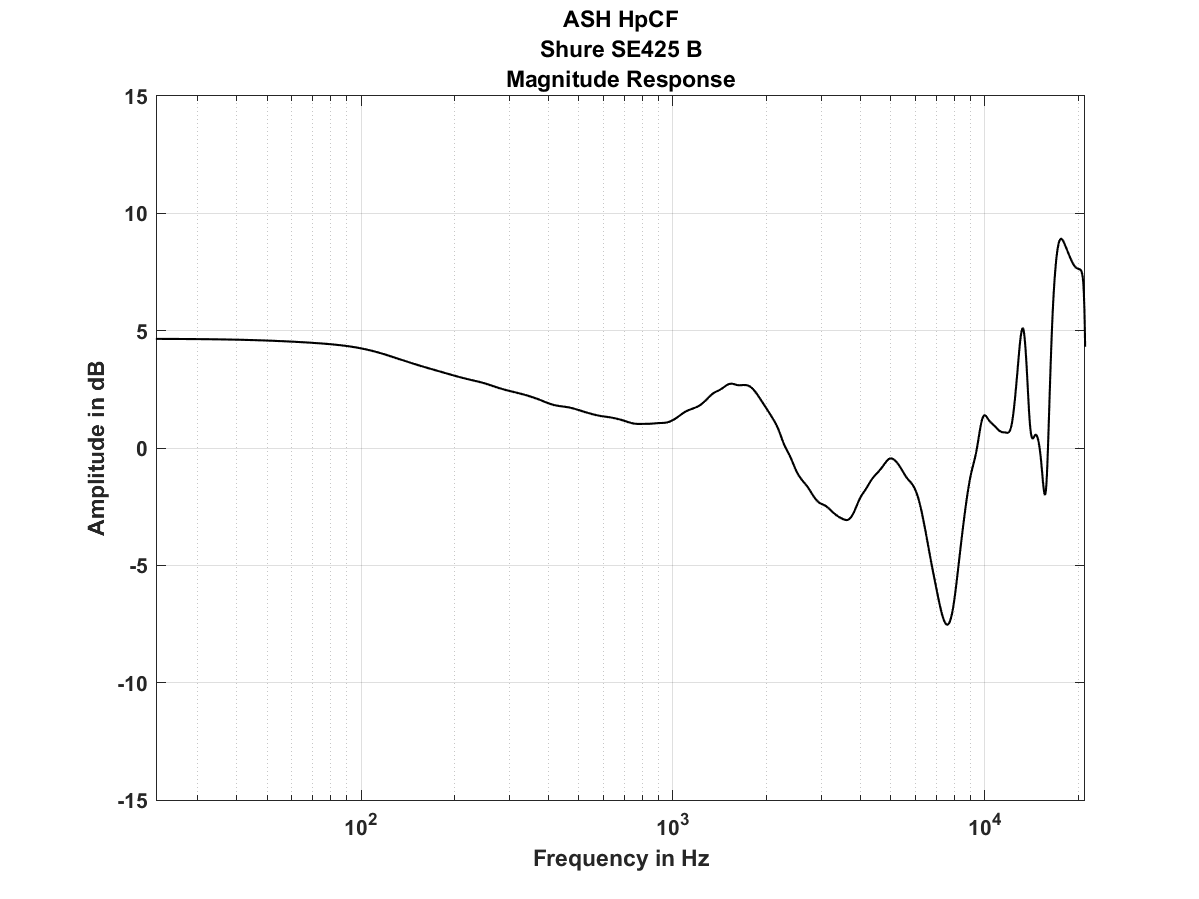 ASH HpCF
Shure SE425 B
Magnitude Response
15
10
5
0
-5
-10
-15
Amplitude in dB
10²
10³
10⁴
Frequency in Hz